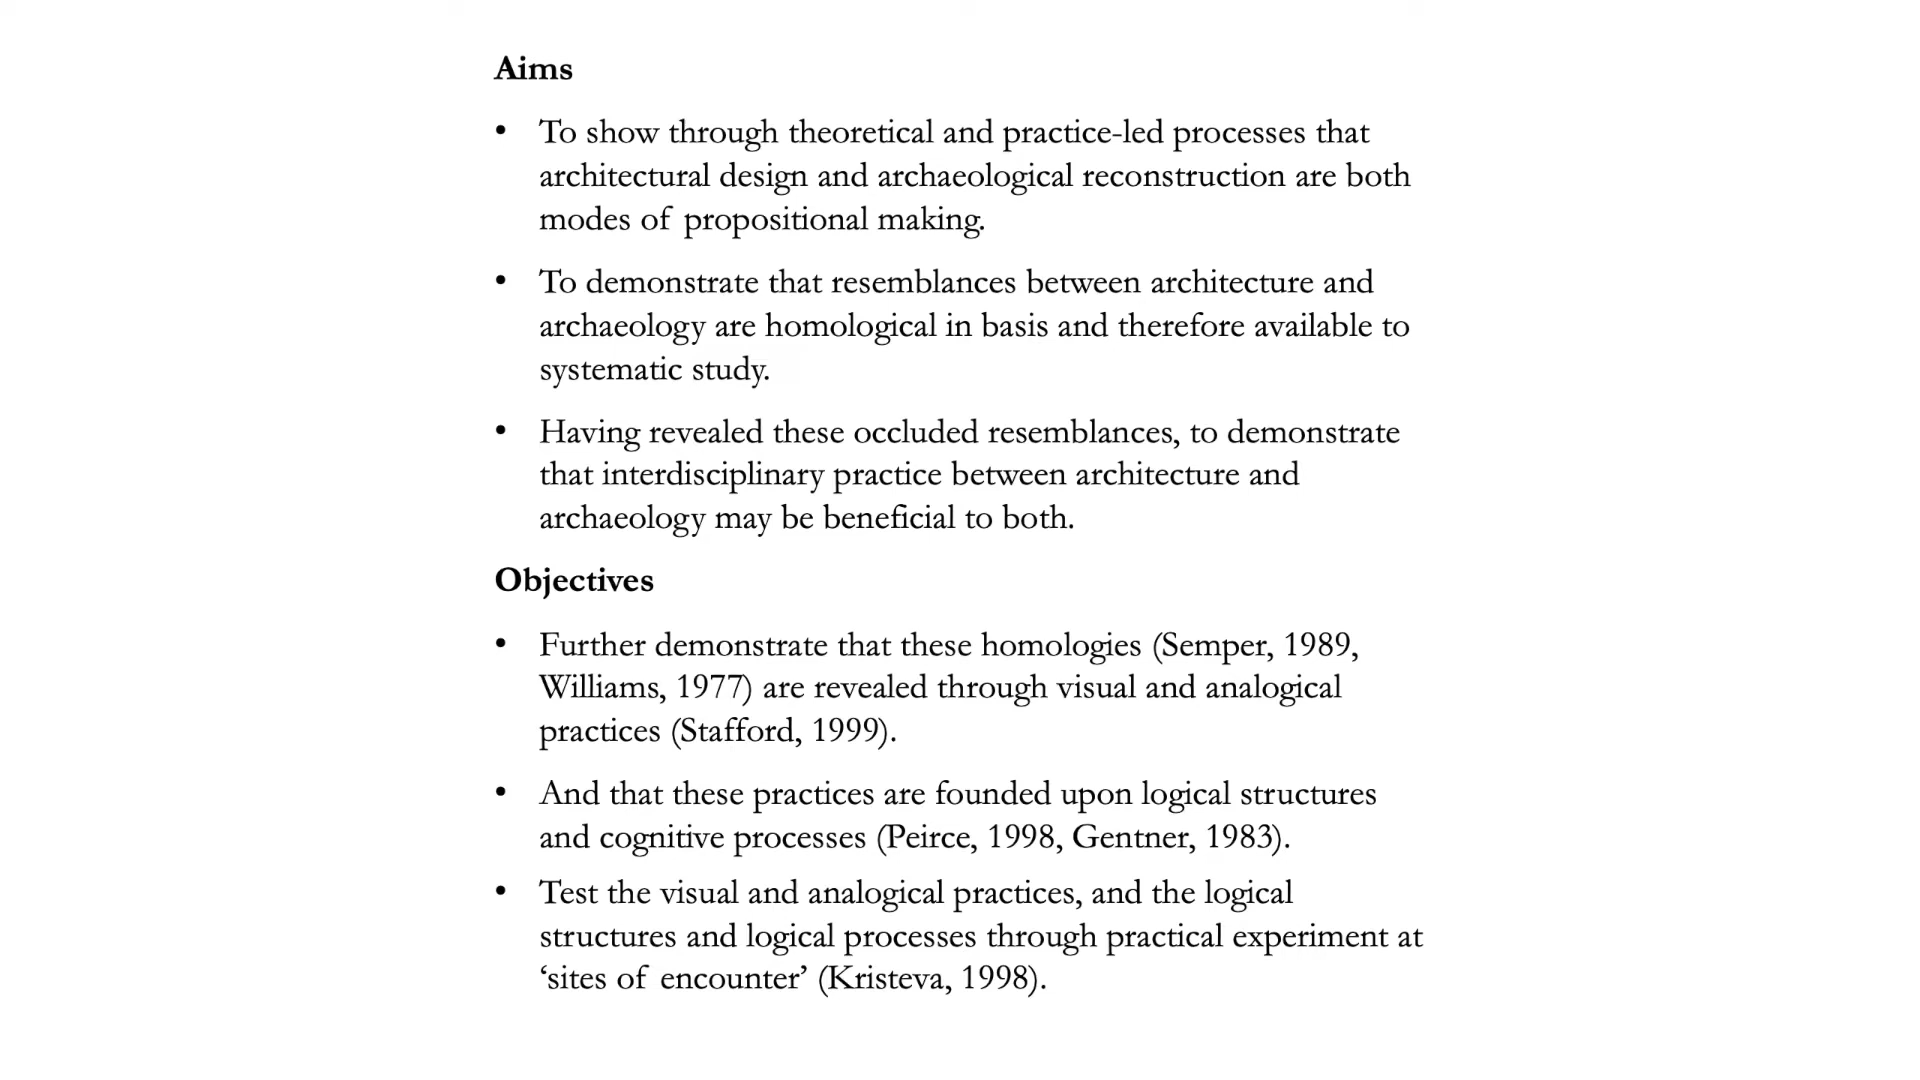 Aims
• To show through theoretical and practice-led processes that
architectural design and archaeological reconstruction are both
modes of propositional making.
• To demonstrate that resemblances between architecture and
archaeology are homological in basis and therefore available to
systematic study.
• Having revealed these occluded resemblances, to demonstrate
that interdisciplinary practice between architecture and
archaeology may be beneficial to both.
Objectives
• Further demonstrate that these homologies (Semper, 1989,
Williams, 1977) are revealed through visual and analogical
practices (Stafford, 1999).
• And that these practices are founded upon logical structures
and cognitive processes (Peirce, 1998, Gentner, 1983).
• Test the visual and analogical practices, and the logical
structures and logical processes through practical experiment at
‘sites of encounter’ (Kristeva, 1998).